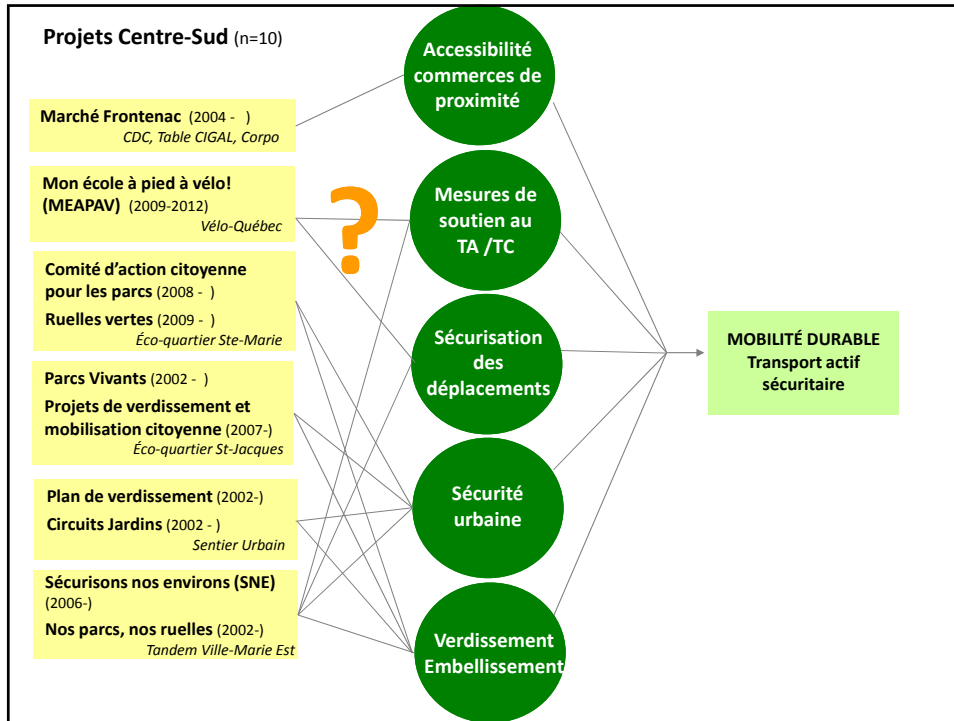 Projets Centre-Sud (n=10)
Marché Frontenac (2004 - )
CDC, Table CIGAL, Corpo
Mon école à pied à vélo!
(MEAPAV) (2009-2012)
Vélo-Québec
Comité d'action citoyenne
pour les parcs (2008 - )
Ruelles vertes (2009 - )
Éco-quartier Ste-Marie
Parcs Vivants (2002 - )
Projets de verdissement et
mobilisation citoyenne (2007-)
Éco-quartier St-Jacques
Plan de verdissement (2002-)
Circuits Jardins (2002 - )
Sentier Urbain
Sécurisons nos environs (SNE)
(2006-)
Nos parcs, nos ruelles (2002-)
Tandem Ville-Marie Est
?
Accessibilité
commerces de
proximité
Mesures de
soutien au
TA /TC
Sécurisation
des
déplacements
Sécurité
urbaine
Verdissement
Embellissement
MOBILITÉ DURABLE
Transport actif
sécuritaire